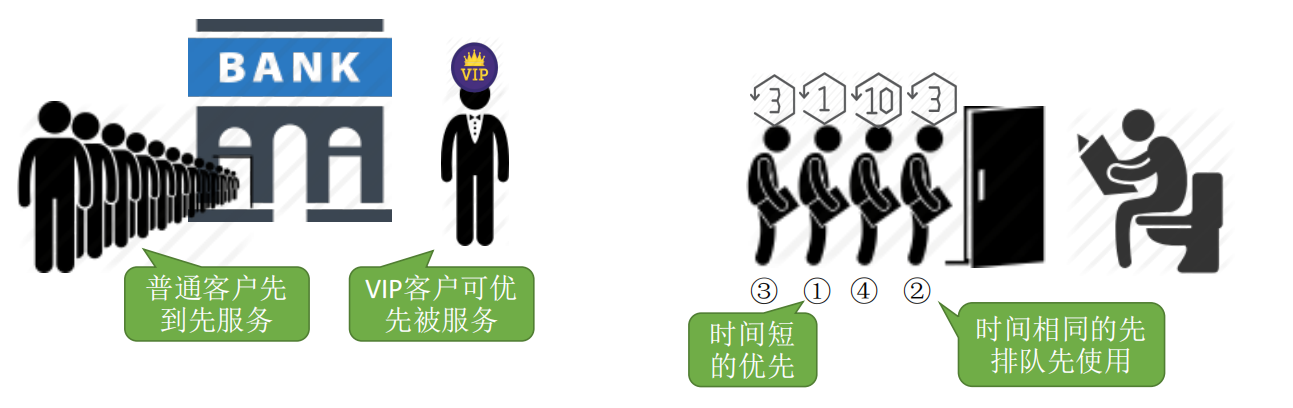 BANK
VIP
普通客户先
到先服务
VIP客户可优
先被服务
3 1 10 3
③ ① ④ ②
时间短
的优先
时间相同的先
排队先使用